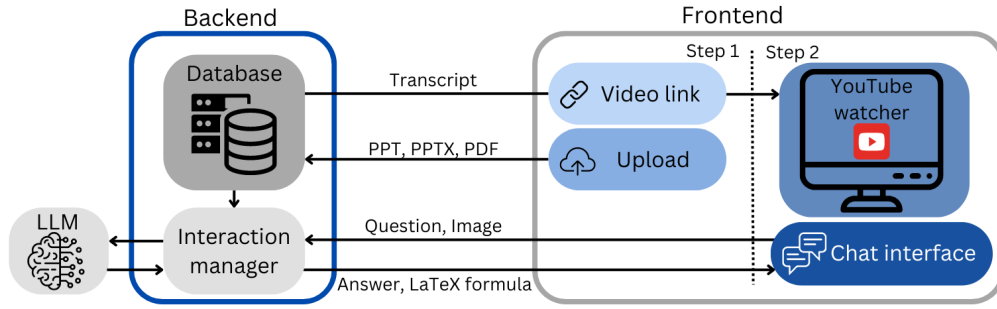 Backend
Frontend
Step 1
Step 2
Database
Transcript
Video link
YouTube
watcher
PPT, PPTX, PDF
Upload
LLM
Interaction
manager
Question, Image
Chat interface
Answer, LaTeX formula